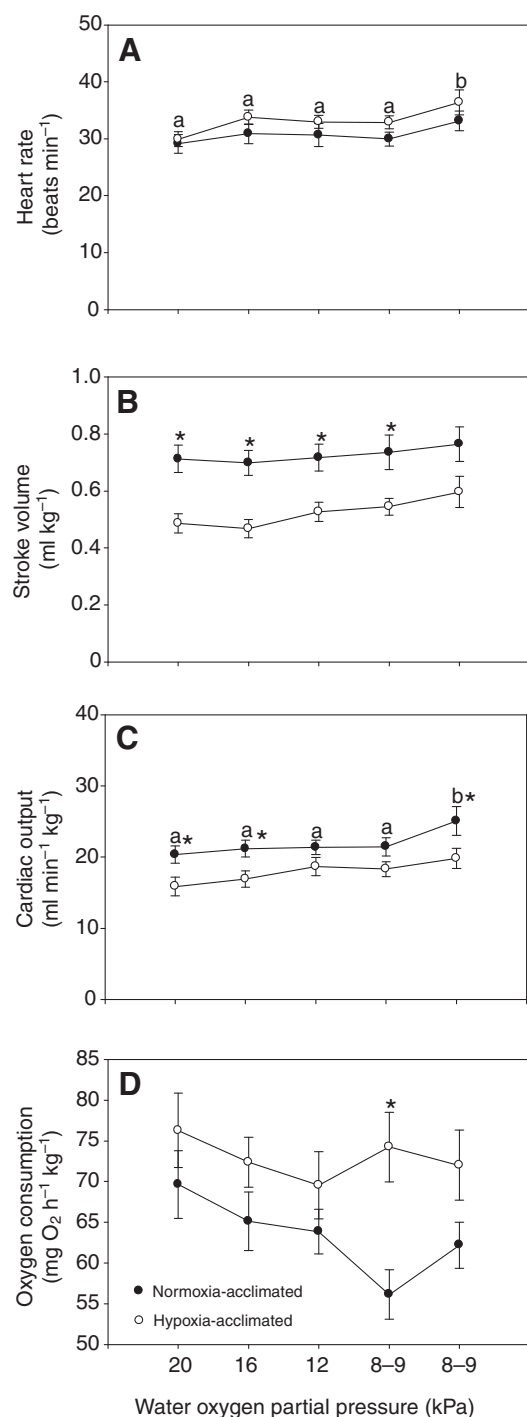 A
Heart rate
(beats min⁻¹)
50
40
30
20
10
0
a
a
a
a
b
B
Stroke volume
(ml kg⁻¹)
1.0
0.8
0.6
0.4
0.2
0
*
*
*
*
C
Cardiac output
(ml min⁻¹ kg⁻¹)
40
30
20
10
0
a*
a*
a
a
b*
D
Oxygen consumption
(mg O₂ h⁻¹ kg⁻¹)
85
80
75
70
65
60
55
50
*
Normoxia-acclimated
Hypoxia-acclimated
20 16 12 8–9 8–9
Water oxygen partial pressure (kPa)